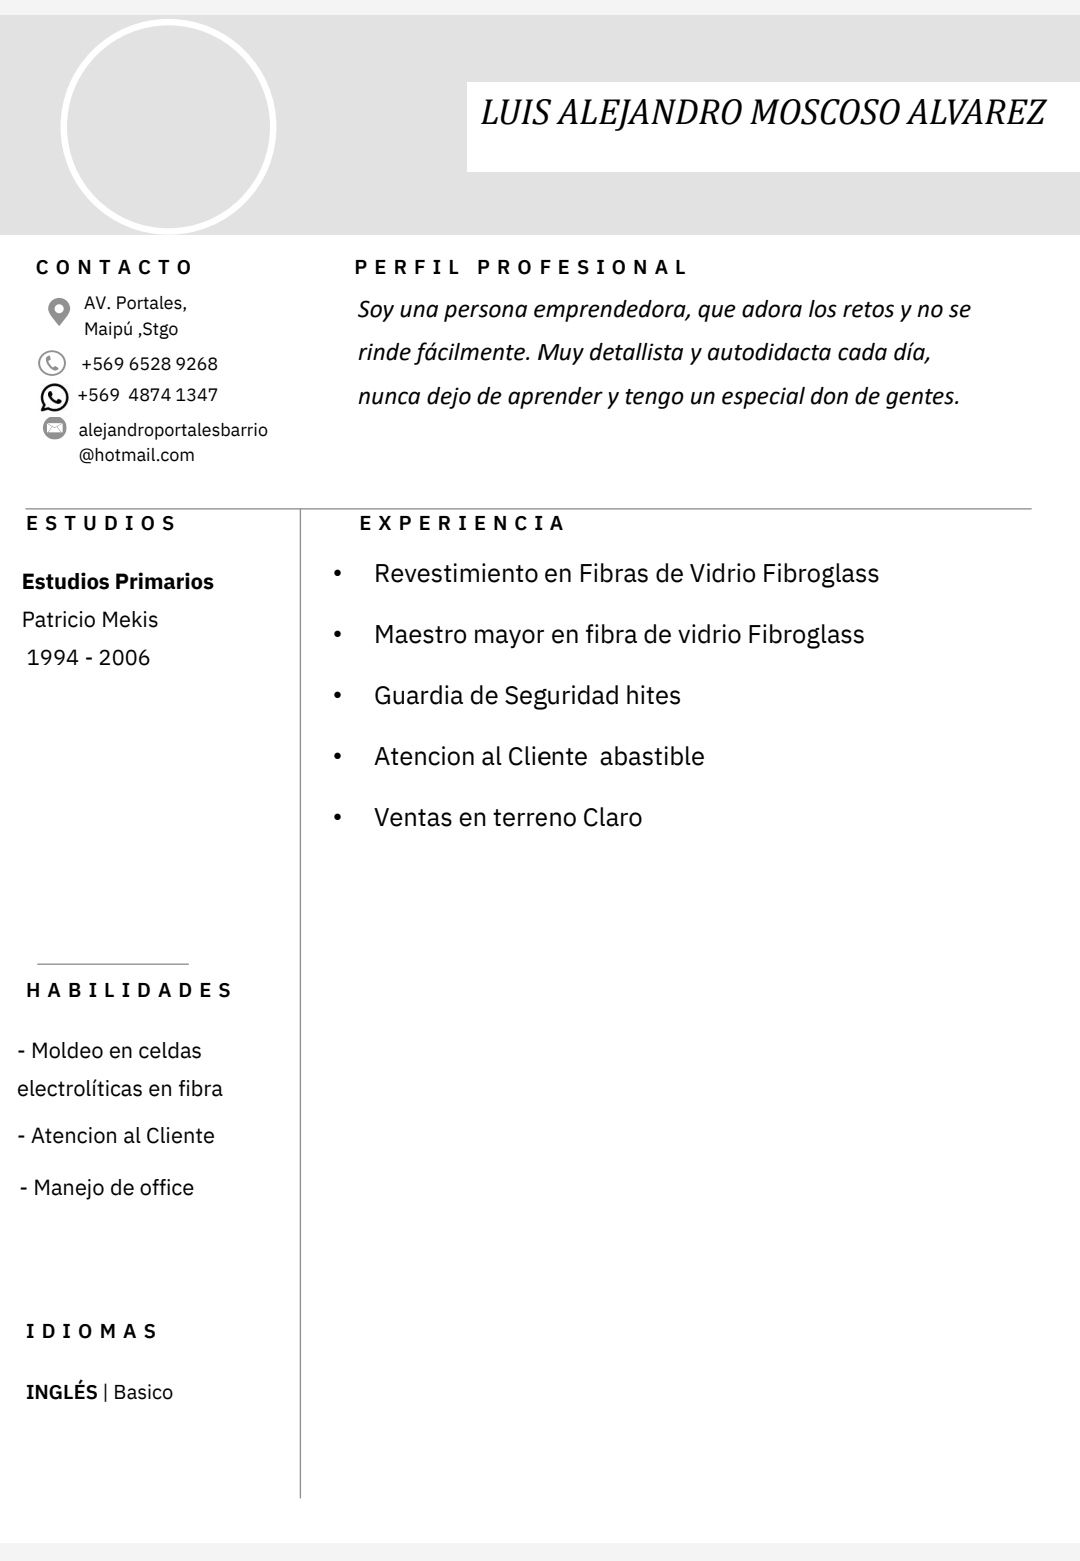 LUIS ALEJANDRO MOSCOSO ALVAREZ
CONTACTO
AV. Portales,
Maipú ,Stgo
+569 6528 9268
+569  4874 1347
alejandroportalesbarrio
@hotmail.com
PERFIL PROFESIONAL
Soy una persona emprendedora, que adora los retos y no se
rinde fácilmente. Muy detallista y autodidacta cada día,
nunca dejo de aprender y tengo un especial don de gentes.
ESTUDIOS
Estudios Primarios
Patricio Mekis
1994 - 2006
EXPERIENCIA
• Revestimiento en Fibras de Vidrio Fibroglass
• Maestro mayor en fibra de vidrio Fibroglass
• Guardia de Seguridad hites
• Atencion al Cliente  abastible
• Ventas en terreno Claro
HABILIDADES
- Moldeo en celdas
electrolíticas en fibra
- Atencion al Cliente
- Manejo de office
IDIOMAS
INGLÉS | Basico